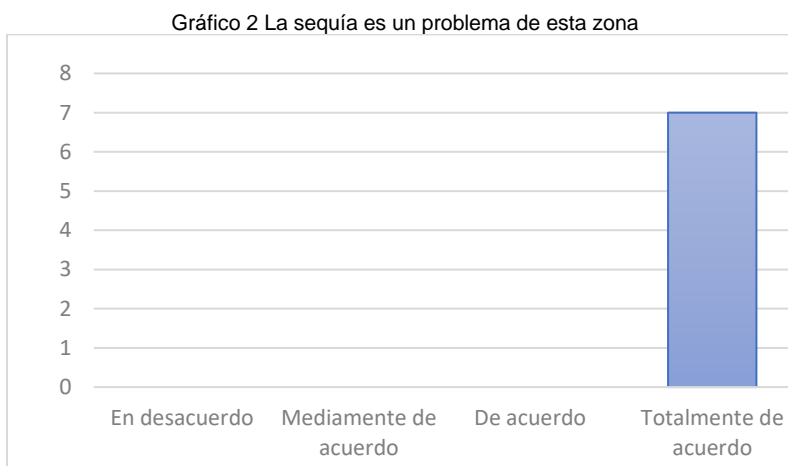 Gráfico 2 La sequía es un problema de esta zona
8
7
6
5
4
3
2
1
0
En desacuerdo
Mediamente de
acuerdo
De acuerdo
Totalmente de
acuerdo